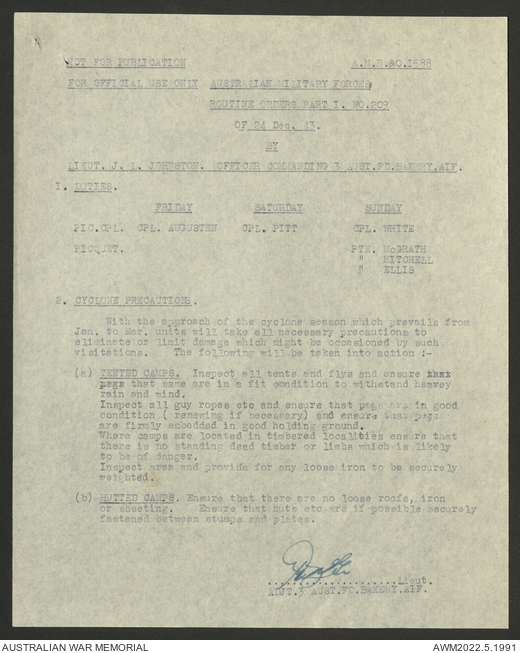 NOT FOR PUBLICATION A.M.R.&O.1588
FOR OFFICIAL USE ONLY AUSTRALIAN MILITARY FORCES
ROUTINE ORDERS PART I. NO.209
OF 24 Dec. 43.
BY
LIEUT. J. L. JOHNSTON. OFFICER COMMANDING 3 AUST.FD.BAKERY.AIF.
I. DUTIES.
FRIDAY SATURDAY SUNDAY
PIC.CPL. CPL. AUGUSTEN CPL. PITT CPL. WHITE
PICQUET. PTE. McGRATH
" MITCHELL
" ELLIS
2. CYCLONE PRECAUTIONS.
With the approach of the cyclone season which prevails from
Jan. to Mar. units will take all necessary precautions to
eliminate or limit damage which might be occasioned by such
visitations. The following will be taken into action :-
(a) TENTED CAMPS. Inspect all tents and flys and ensure
that same are in a fit condition to withstand heavey
rain and wind.
Inspect all guy ropes etc and ensure that pegs are in good
condition ( renewing if necessary) and ensure that pegs
are firmly embedded in good holding ground.
Where camps are located in timbered localities ensure that
there is no standing dead timber or limbs which is likely
to be of danger.
Inspect area and provide for any loose iron to be securely
weighted.
(b) HUTTED CAMPS. Ensure that there are no loose roofs, iron
or sheeting. Ensure that huts etc are if possible securely
fastened between stumps and plates.
......................Lieut.
ADJT.3 AUST.FD.BAKERY.AIF.
AUSTRALIAN WAR MEMORIAL AWM2022.5.1991